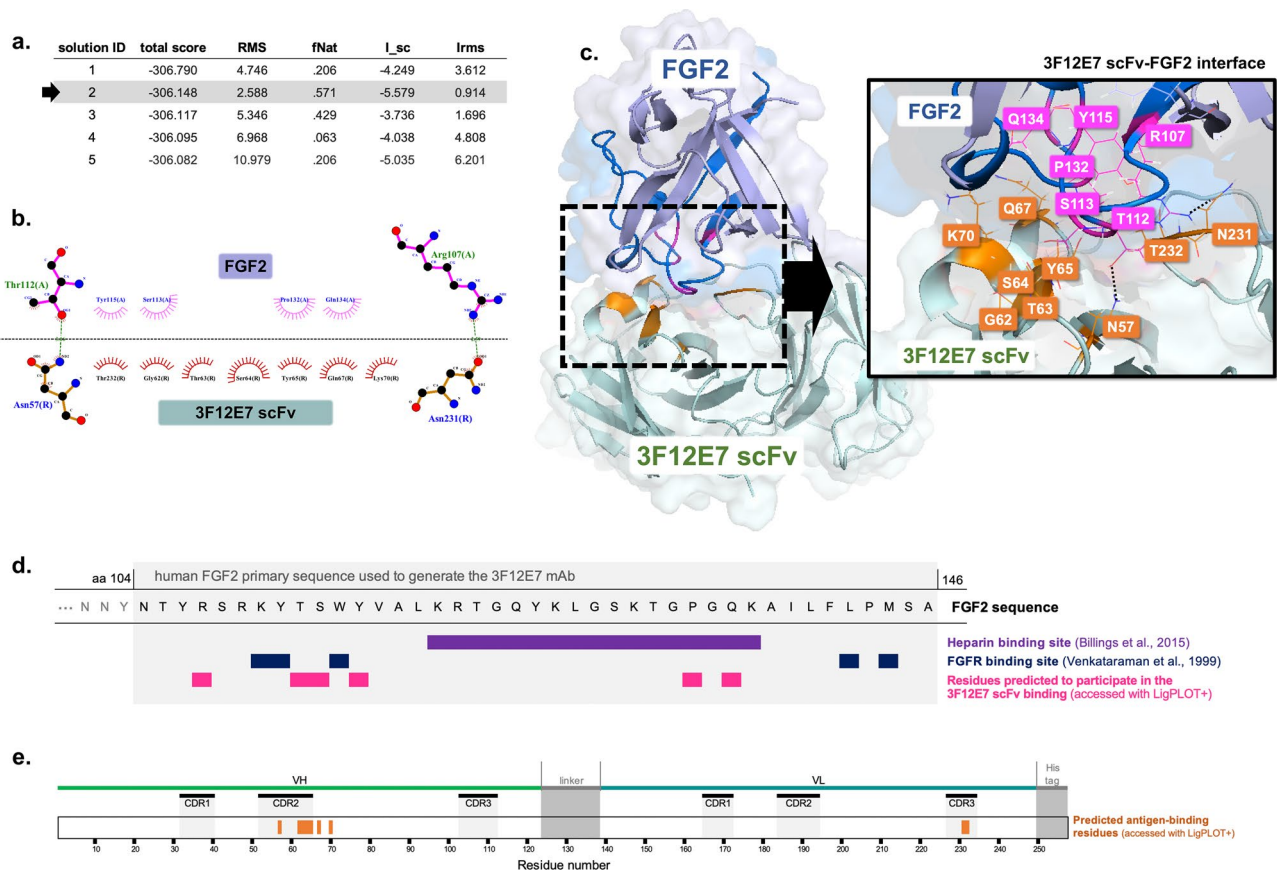 a.
solution ID total score RMS fNat I_sc Irms
1 -306.790 4.746 .206 -4.249 3.612
2 -306.148 2.588 .571 -5.579 0.914
3 -306.117 5.346 .429 -3.736 1.696
4 -306.095 6.968 .063 -4.038 4.808
5 -306.082 10.979 .206 -5.035 6.201
b.
FGF2
Thr112(A)
Arg107(A)
Tyr115(A) Ser113(A) Pro132(A) Gln134(A)
Thr232(R) Gly62(R) Thr63(R) Ser64(R) Tyr65(R) Gln67(R) Lys70(R)
Asn57(R)
Asn231(R)
3F12E7 scFv
c.
FGF2
3F12E7 scFv
3F12E7 scFv-FGF2 interface
FGF2
Q134 Y115
R107
P132
S113
T112
Q67
K70
N231
T232
Y65
S64
T63
G62
N57
3F12E7 scFv
d.
aa 104 human FGF2 primary sequence used to generate the 3F12E7 mAb 146
... N N Y N T Y R S R K Y T S W Y V A L K R T G Q Y K L G S K T G P G Q K A I L F L P M S A FGF2 sequence
Heparin binding site (Billings et al., 2015)
FGFR binding site (Venkataraman et al., 1999)
Residues predicted to participate in the
3F12E7 scFv binding (accessed with LigPLOT+)
e.
VH linker VL His
tag
CDR1 CDR2 CDR3 CDR1 CDR2 CDR3
Predicted antigen-binding
residues (accessed with LigPLOT+)
10 20 30 40 50 60 70 80 90 100 110 120 130 140 150 160 170 180 190 200 210 220 230 240 250
Residue number